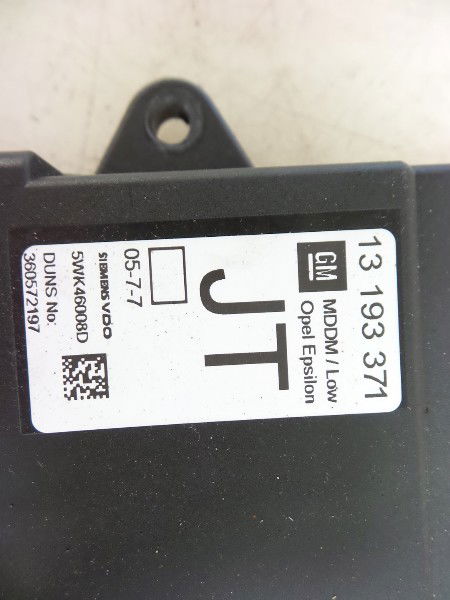 13 193 371
GM
MDDM / Low
Opel Epsilon
JT
05-7-7
SIEMENS VDO
5WK46008D
DUNS No:
360572197